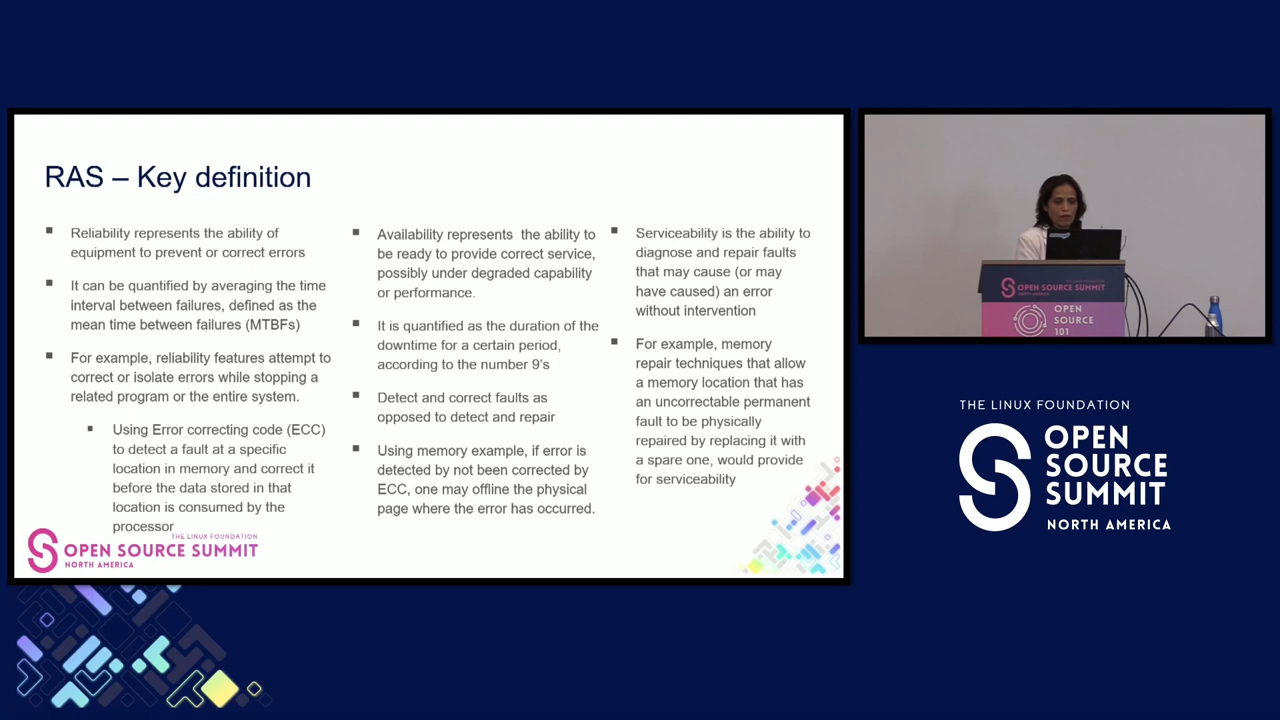 RAS – Key definition
Reliability represents the ability of
equipment to prevent or correct errors
It can be quantified by averaging the time
interval between failures, defined as the
mean time between failures (MTBFs)
For example, reliability features attempt to
correct or isolate errors while stopping a
related program or the entire system.
Using Error correcting code (ECC)
to detect a fault at a specific
location in memory and correct it
before the data stored in that
location is consumed by the
processor
Availability represents the ability to
be ready to provide correct service,
possibly under degraded capability
or performance.
It is quantified as the duration of the
downtime for a certain period,
according to the number 9's
Detect and correct faults as
opposed to detect and repair
Using memory example, if error is
detected by not been corrected by
ECC, one may offline the physical
page where the error has occurred.
Serviceability is the ability to
diagnose and repair faults
that may cause (or may
have caused) an error
without intervention
For example, memory
repair techniques that allow
a memory location that has
an uncorrectable permanent
fault to be physically
repaired by replacing it with
a spare one, would provide
for serviceability
THE LINUX FOUNDATION
OPEN SOURCE SUMMIT
NORTH AMERICA
OPEN SOURCE SUMMIT
OPEN
SOURCE
101
THE LINUX FOUNDATION
OPEN
SOURCE
SUMMIT
NORTH AMERICA